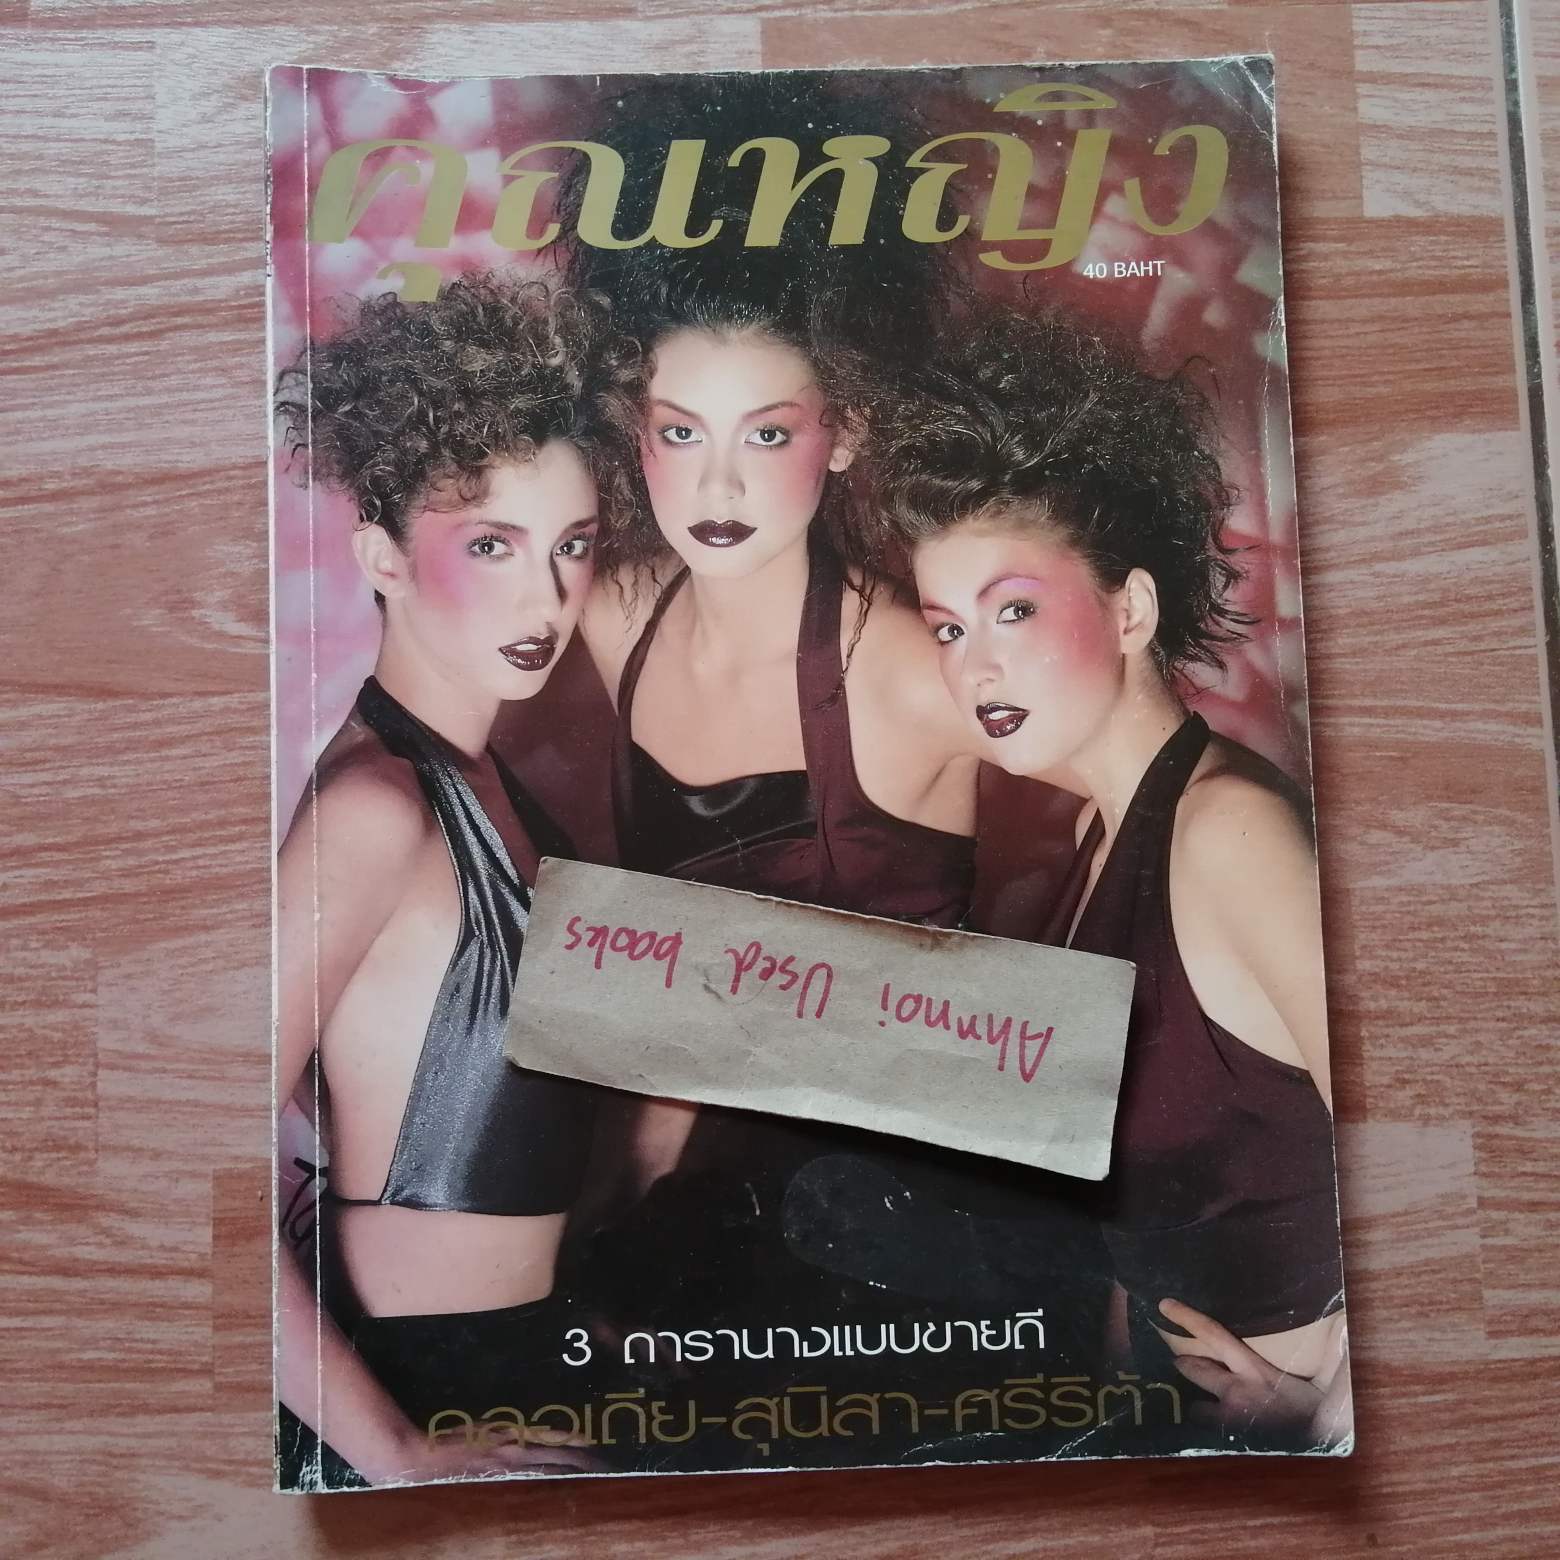 คุณหญิง
40 BAHT
Ahrnoi Used books
3 ดารานางแบบขายดี
คลอเดีย-สุนิสา-ศรีริต้า